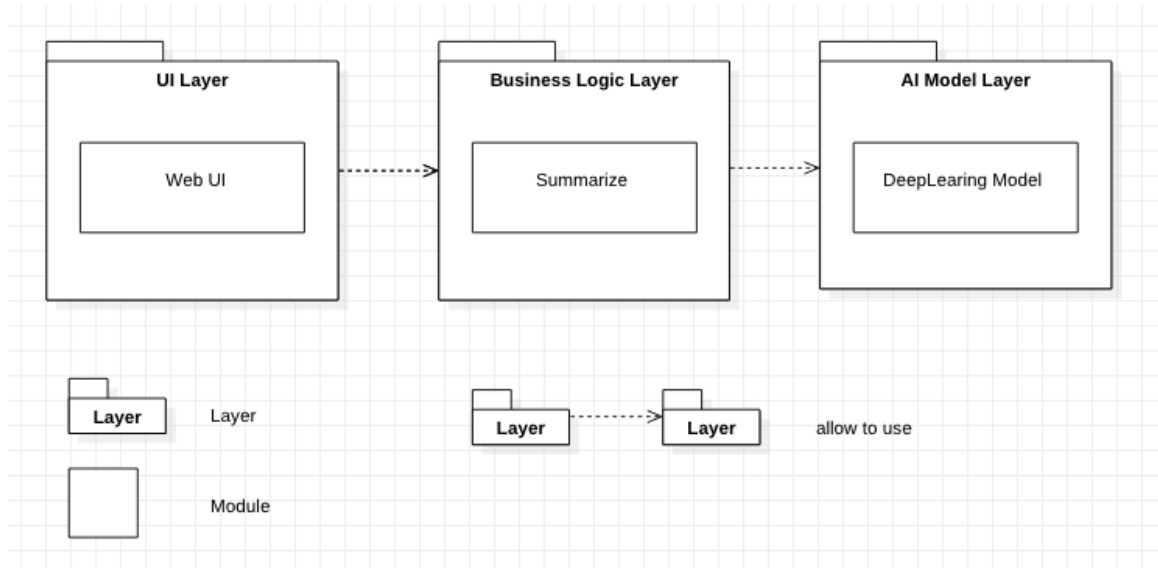 UI Layer
Business Logic Layer
AI Model Layer
Web UI
Summarize
DeepLearing Model
Layer
Layer
Layer
Layer
allow to use
Module